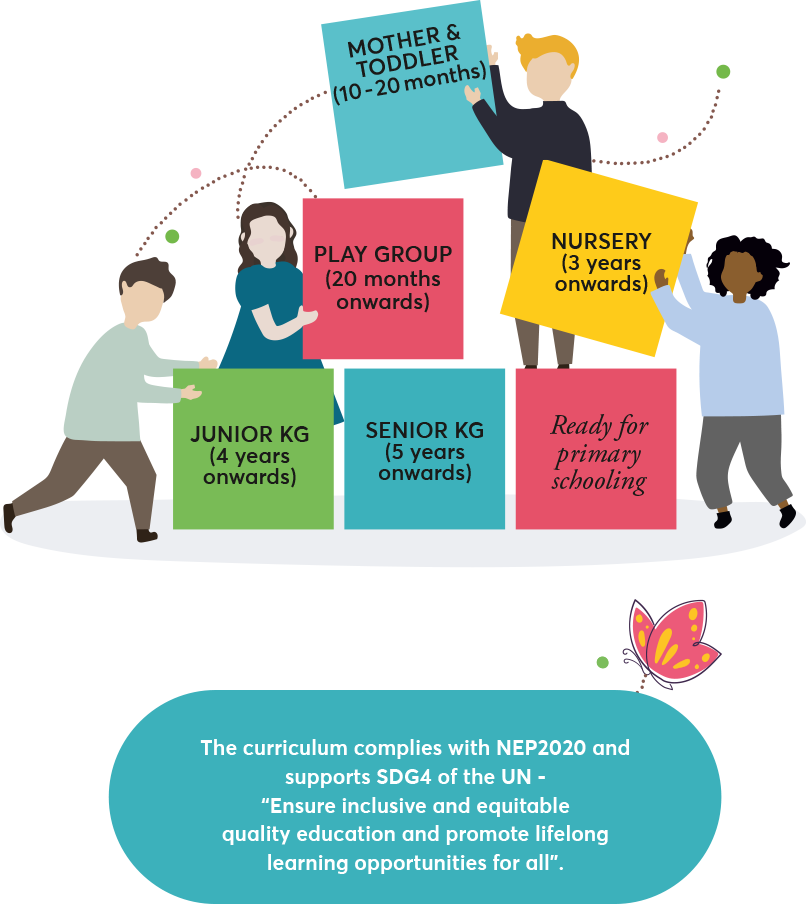 MOTHER &
TODDLER
(10-20 months)
PLAY GROUP
(20 months
onwards)
NURSERY
(3 years
onwards)
JUNIOR KG
(4 years
onwards)
SENIOR KG
(5 years
onwards)
Ready for
primary
schooling
The curriculum complies with NEP2020 and
supports SDG4 of the UN -
“Ensure inclusive and equitable
quality education and promote lifelong
learning opportunities for all”.